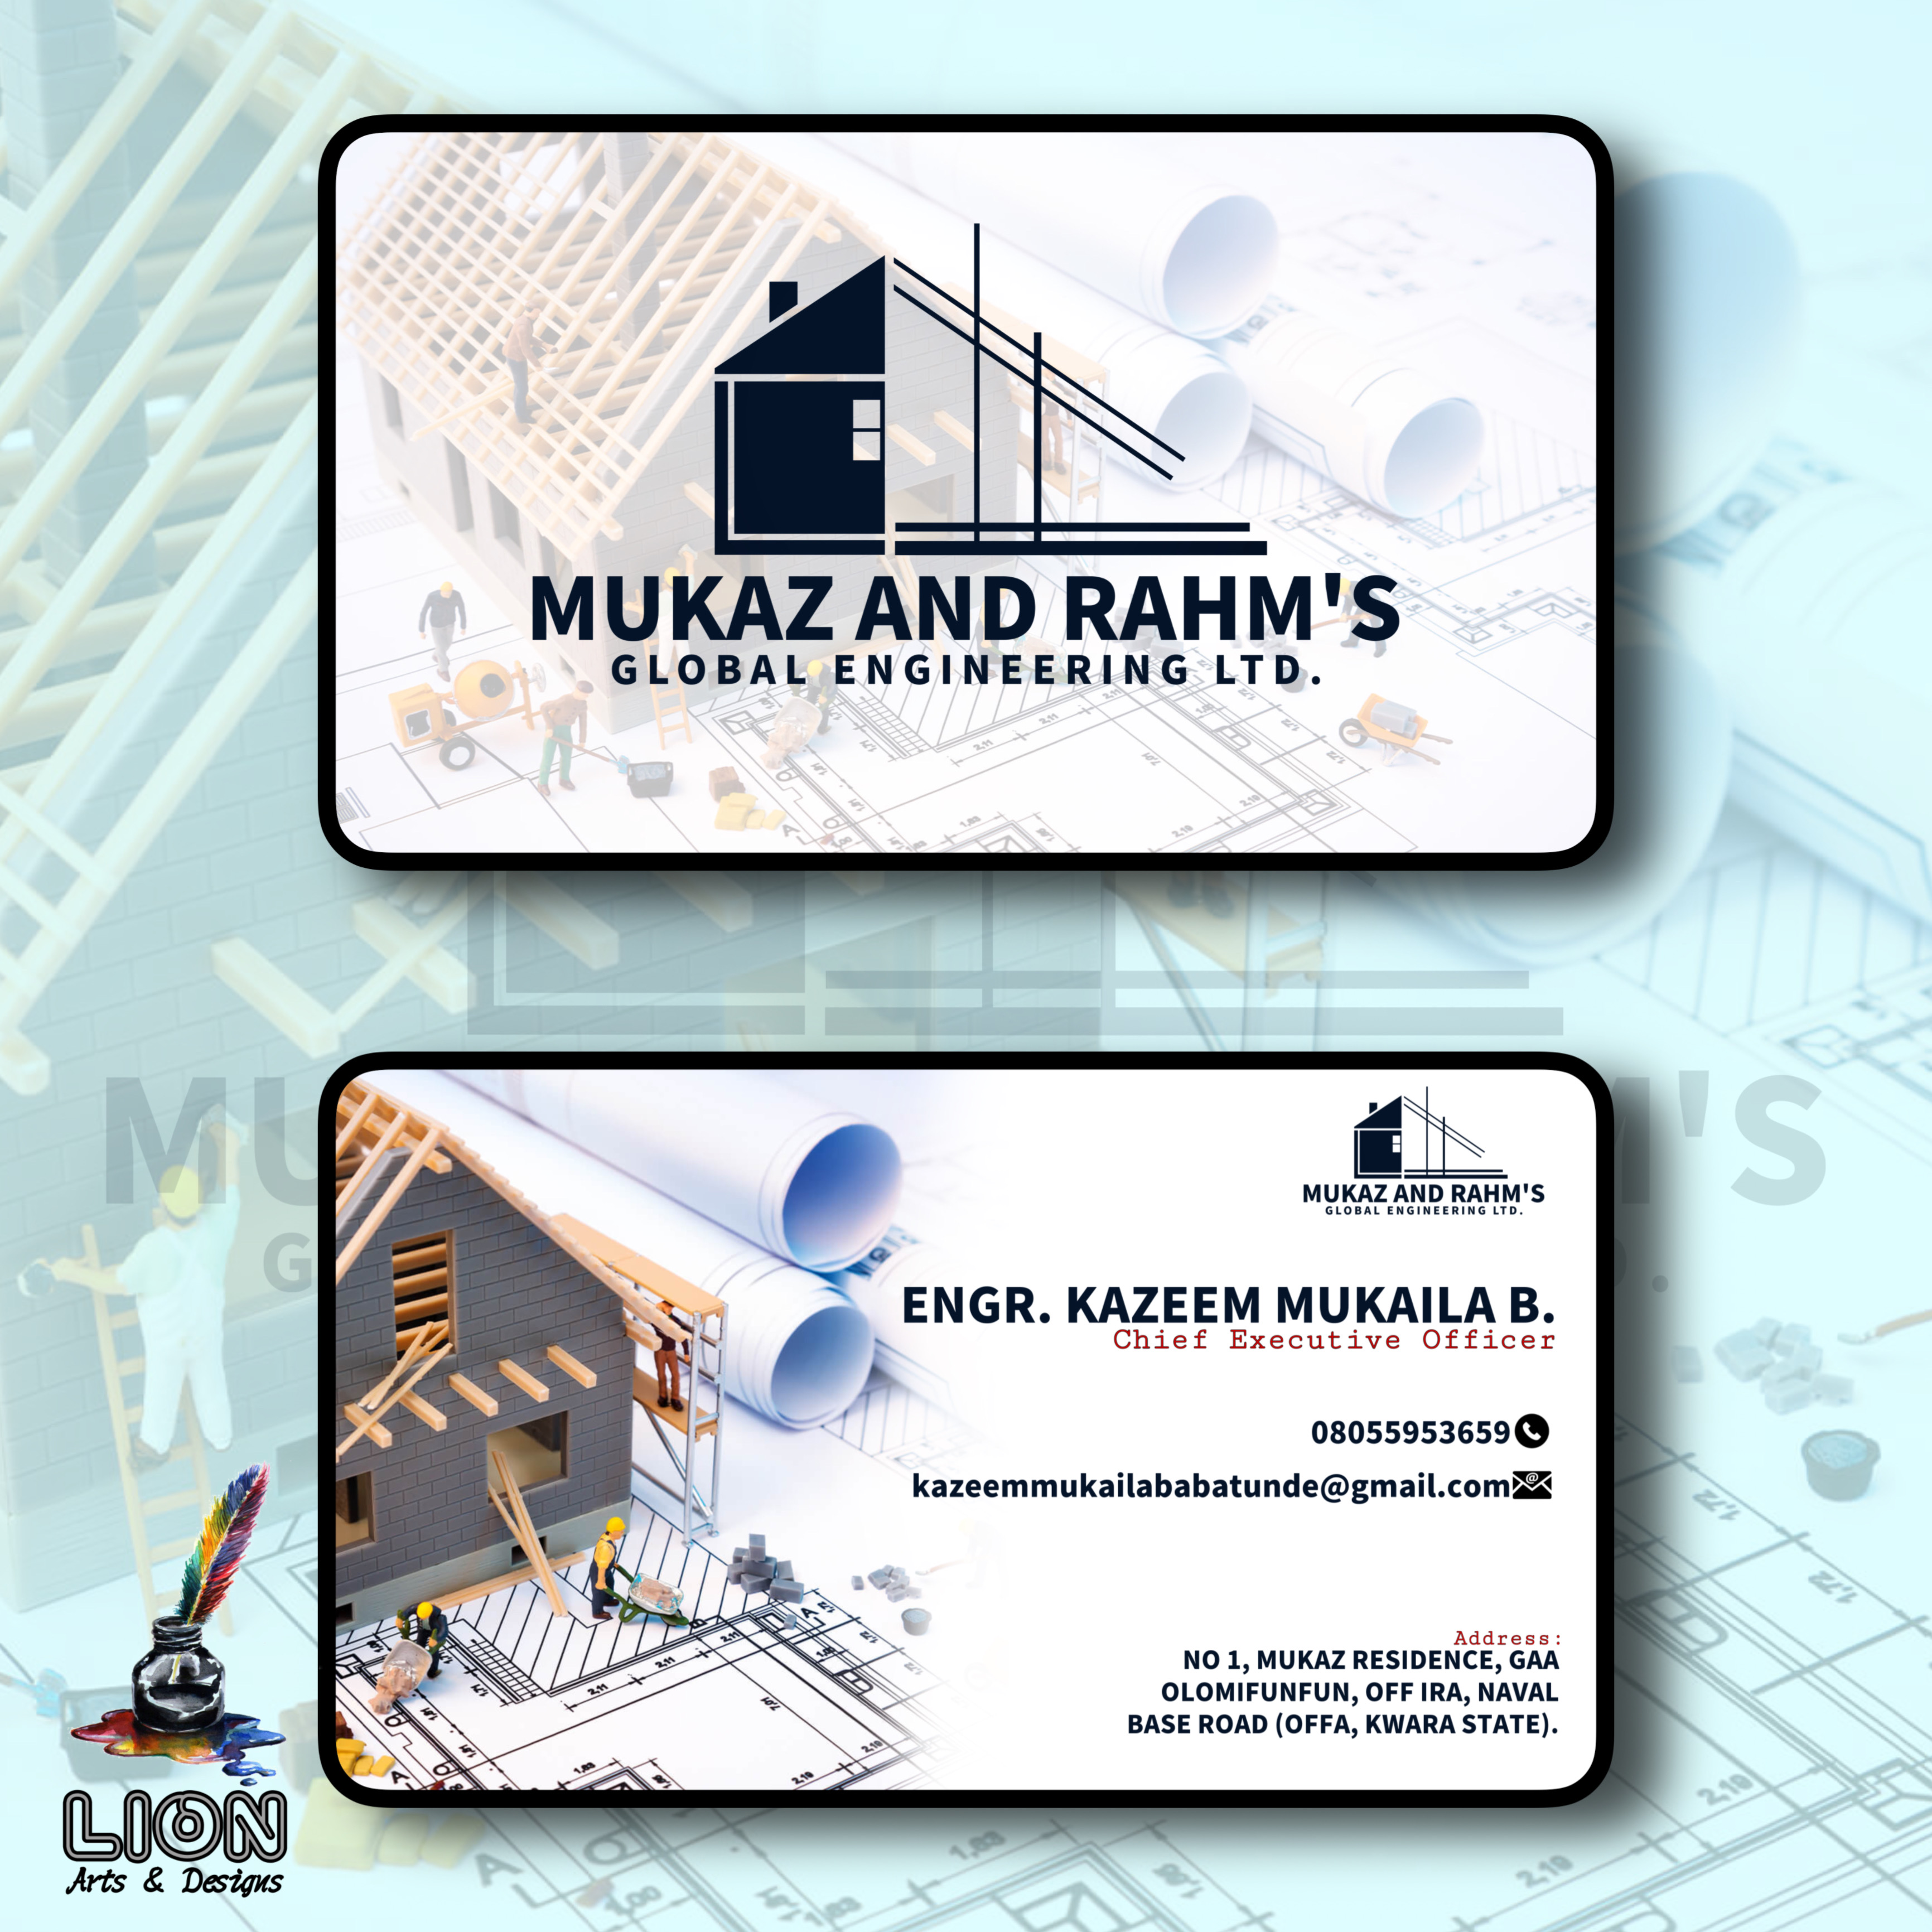 MUKAZ AND RAHM'S
GLOBAL ENGINEERING LTD.
MUKAZ AND RAHM'S
GLOBAL ENGINEERING LTD.
ENGR. KAZEEM MUKAILA B.
Chief Executive Officer
08055953659
kazeemmukailababatunde@gmail.com
Address:
NO 1, MUKAZ RESIDENCE, GAA
OLOMIFUNFUN, OFF IRA, NAVAL
BASE ROAD (OFFA, KWARA STATE).
LION
Arts & Designs